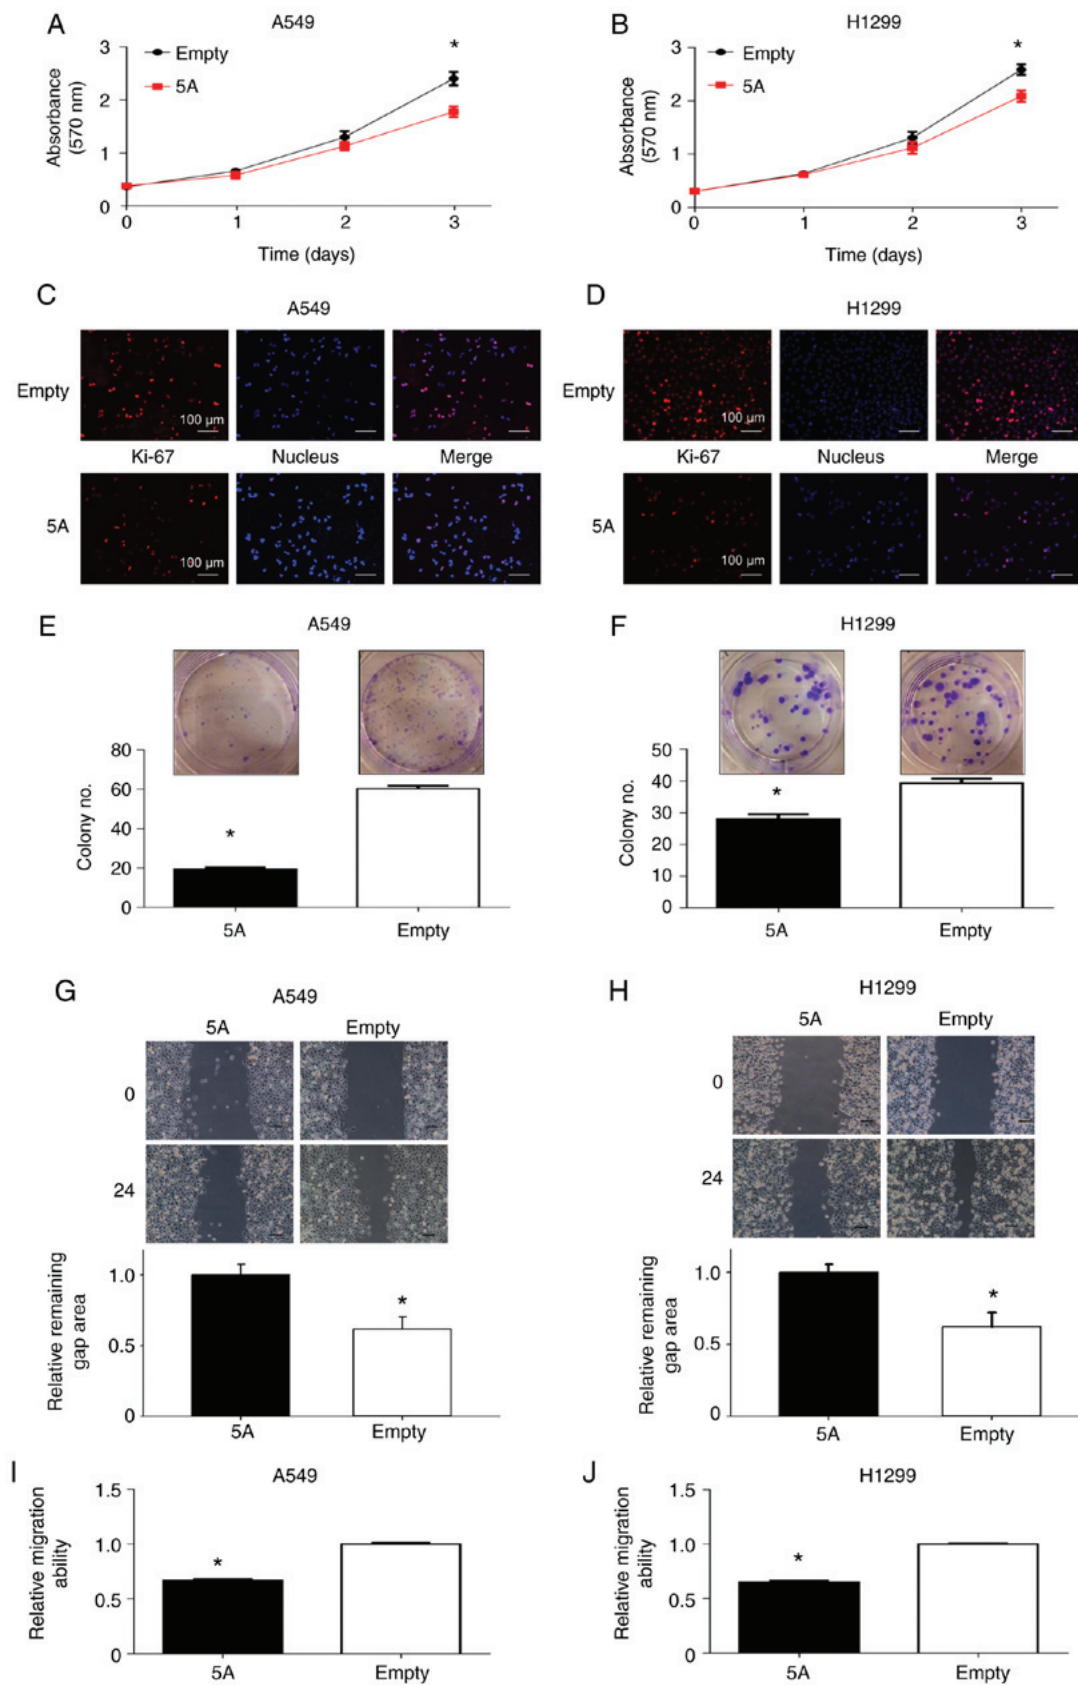 A
A549
3
2
1
0
Absorbance
(570 nm)
Empty
5A
*
0 1 2 3
Time (days)
B
H1299
3
2
1
0
Absorbance
(570 nm)
Empty
5A
*
0 1 2 3
Time (days)
C
A549
Empty
100 µm
Ki-67 Nucleus Merge
5A
100 µm
D
H1299
Empty
100 µm
Ki-67 Nucleus Merge
5A
100 µm
E
A549
80
60
40
20
0
Colony no.
*
5A Empty
F
H1299
50
40
30
20
10
0
Colony no.
*
5A Empty
G
A549
5A Empty
0
24
1.0
0.5
0
Relative remaining
gap area
*
5A Empty
H
H1299
5A Empty
0
24
1.0
0.5
0
Relative remaining
gap area
*
5A Empty
I
A549
1.5
1.0
0.5
0
Relative migration
ability
*
5A Empty
J
H1299
1.5
1.0
0.5
0
Relative migration
ability
*
5A Empty